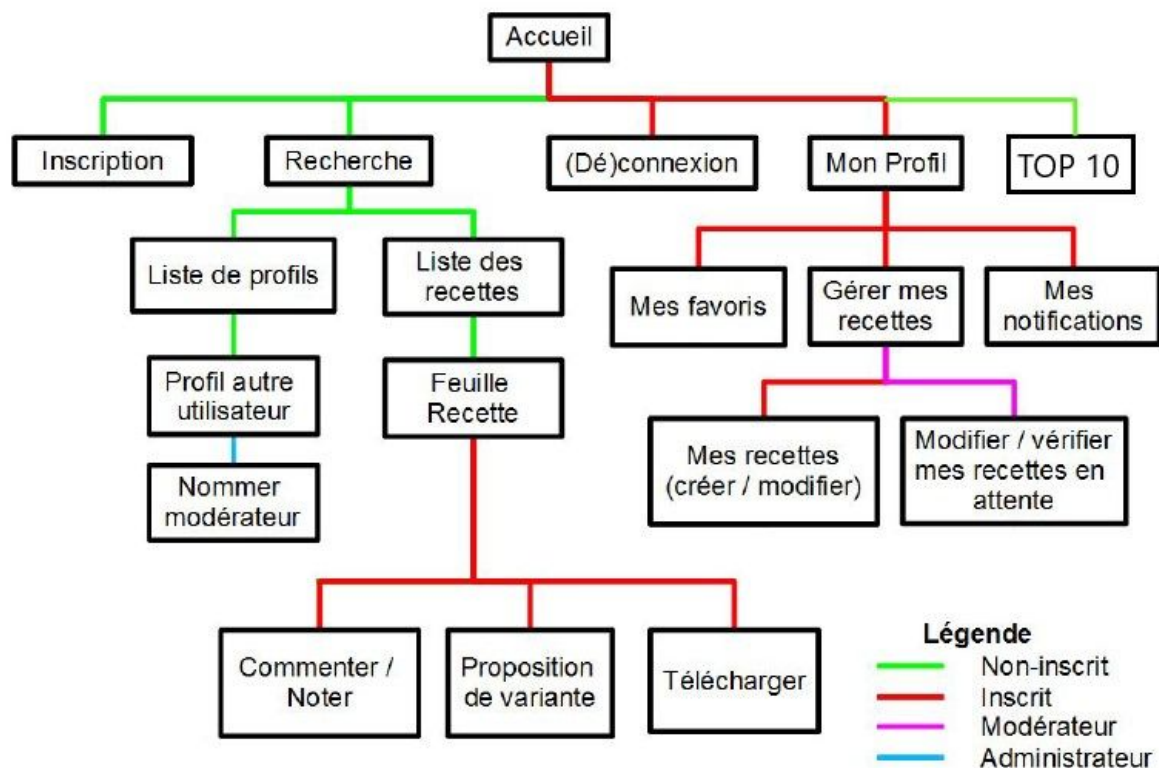 Accueil
Inscription
Recherche
(Dé)connexion
Mon Profil
TOP 10
Liste de profils
Liste des
recettes
Mes favoris
Gérer mes
recettes
Mes
notifications
Profil autre
utilisateur
Feuille
Recette
Nommer
modérateur
Mes recettes
(créer / modifier)
Modifier / vérifier
mes recettes en
attente
Commenter /
Noter
Proposition
de variante
Télécharger
Légende
Non-inscrit
Inscrit
Modérateur
Administrateur